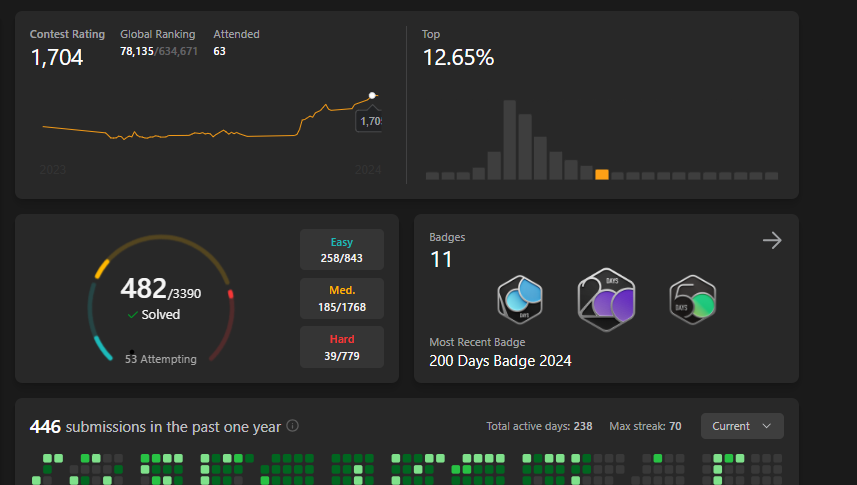 Contest Rating Global Ranking Attended
1,704 78,135/634,671 63
2023 2024
Top
12.65%
482/3390
Solved
53 Attempting
Easy
258/843
Med.
185/1768
Hard
39/779
Badges
11
DAYS
DAYS
DAYS
Most Recent Badge
200 Days Badge 2024
446 submissions in the past one year
Total active days: 238 Max streak: 70 Current